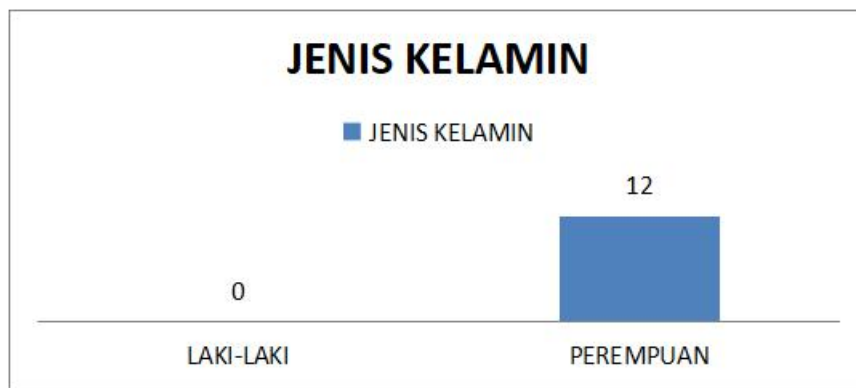 JENIS KELAMIN
JENIS KELAMIN
12
0
LAKI-LAKI PEREMPUAN